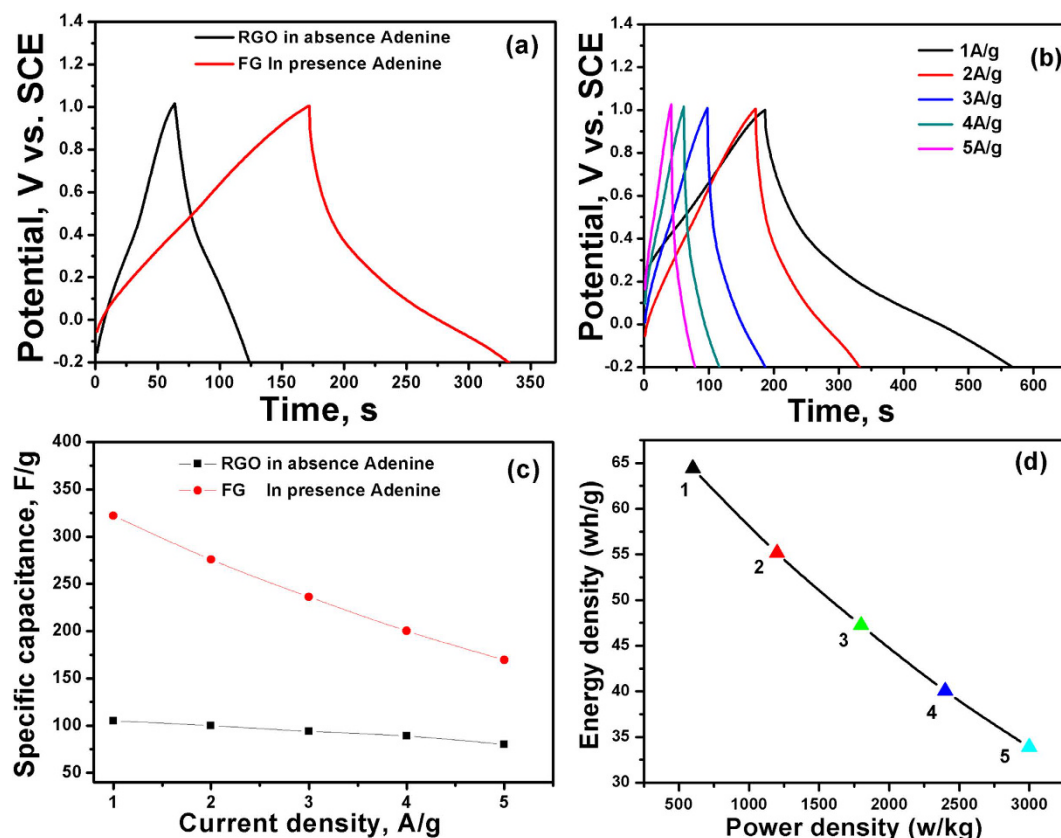 1.4
1.2
1.0
0.8
0.6
0.4
0.2
0.0
-0.2
Potential, V vs. SCE
RGO in absence Adenine
FG In presence Adenine
(a)
0 50 100 150 200 250 300 350
Time, s
1.4
1.2
1.0
0.8
0.6
0.4
0.2
0.0
-0.2
Potential, V vs. SCE
(b)
1A/g
2A/g
3A/g
4A/g
5A/g
0 100 200 300 400 500 600
Time, s
400
350
300
250
200
150
100
50
Specific capacitance, F/g
RGO in absence Adenine
FG In presence Adenine
(c)
1 2 3 4 5
Current density, A/g
65
60
55
50
45
40
35
30
Energy density (wh/g)
(d)
1
2
3
4
5
500 1000 1500 2000 2500 3000
Power density (w/kg)